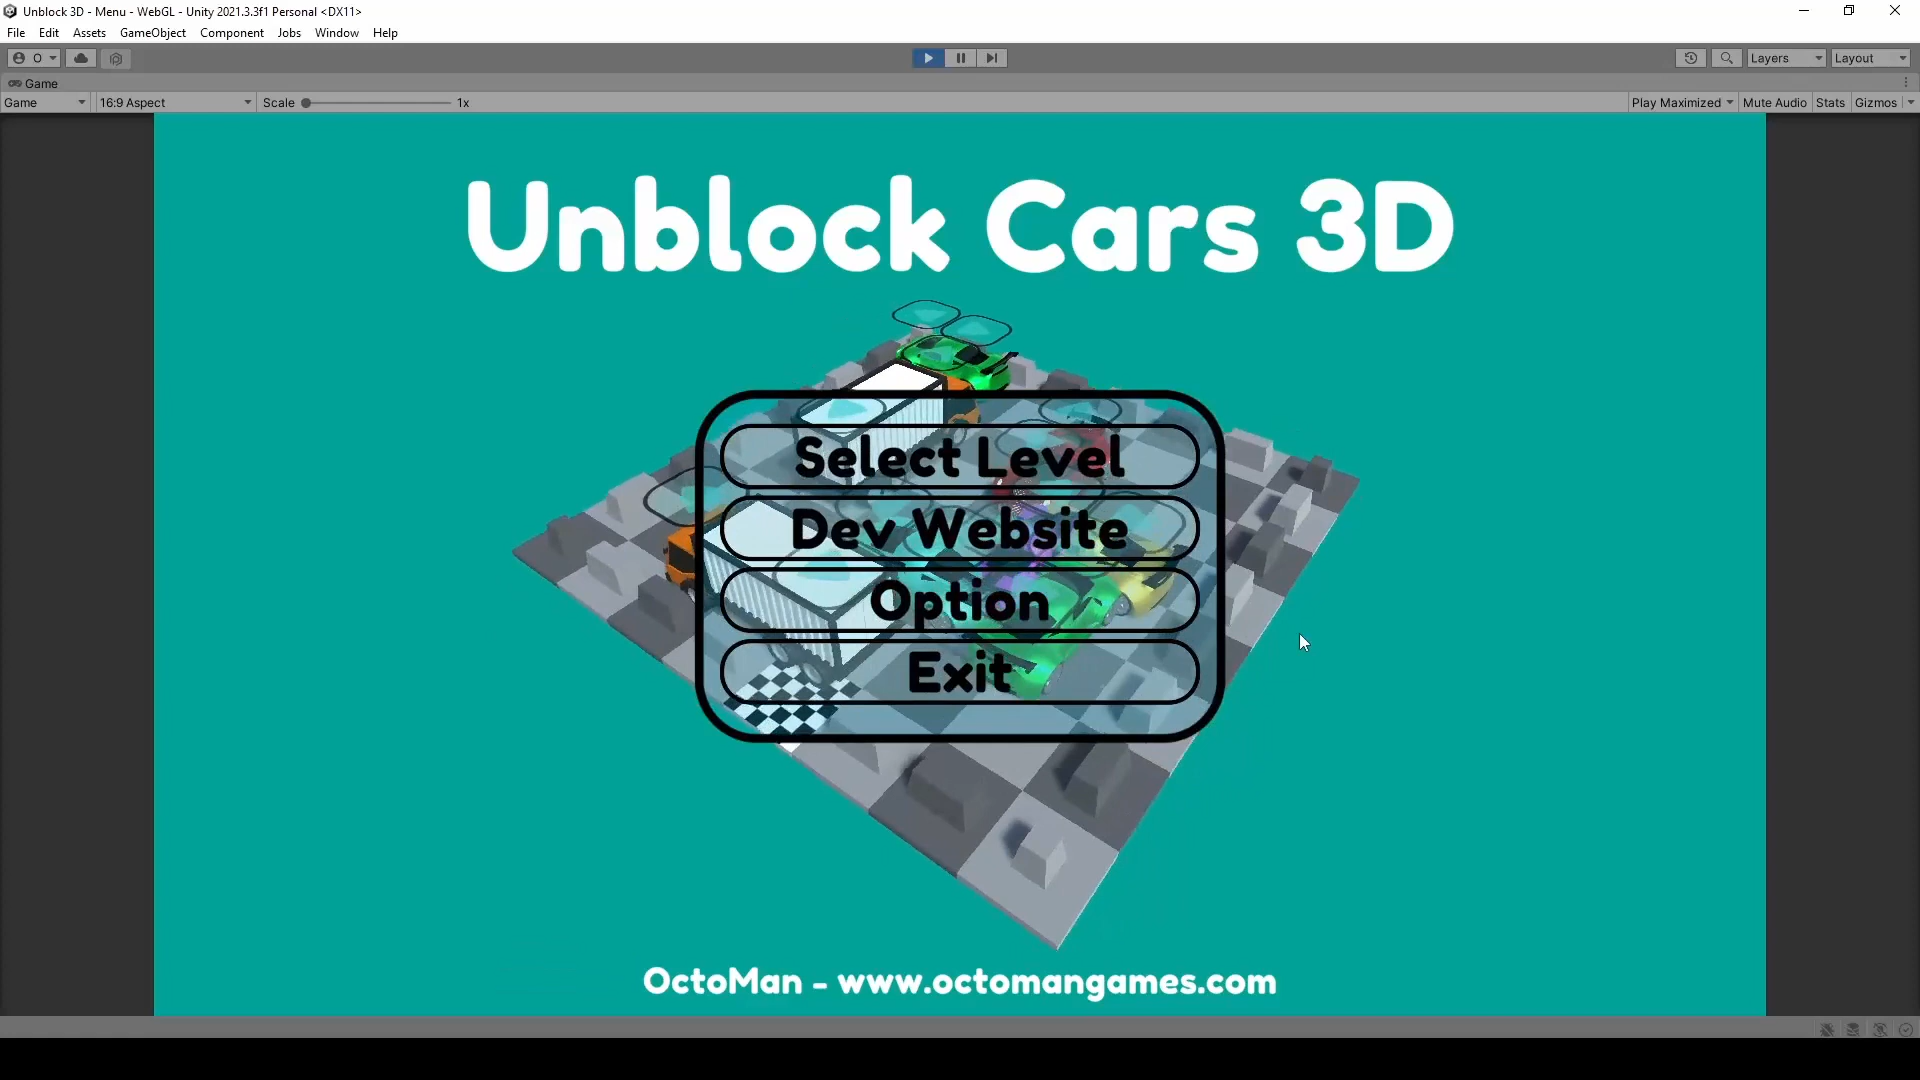 Unblock 3D - Menu - WebGL - Unity 2021.3.3f1 Personal <DX11>
File Edit Assets GameObject Component Jobs Window Help
O Layers Layout
Game
Game 16:9 Aspect Scale 1x Play Maximized Mute Audio Stats Gizmos
Unblock Cars 3D
Select Level
Dev Website
Option
Exit
OctoMan - www.octomangames.com